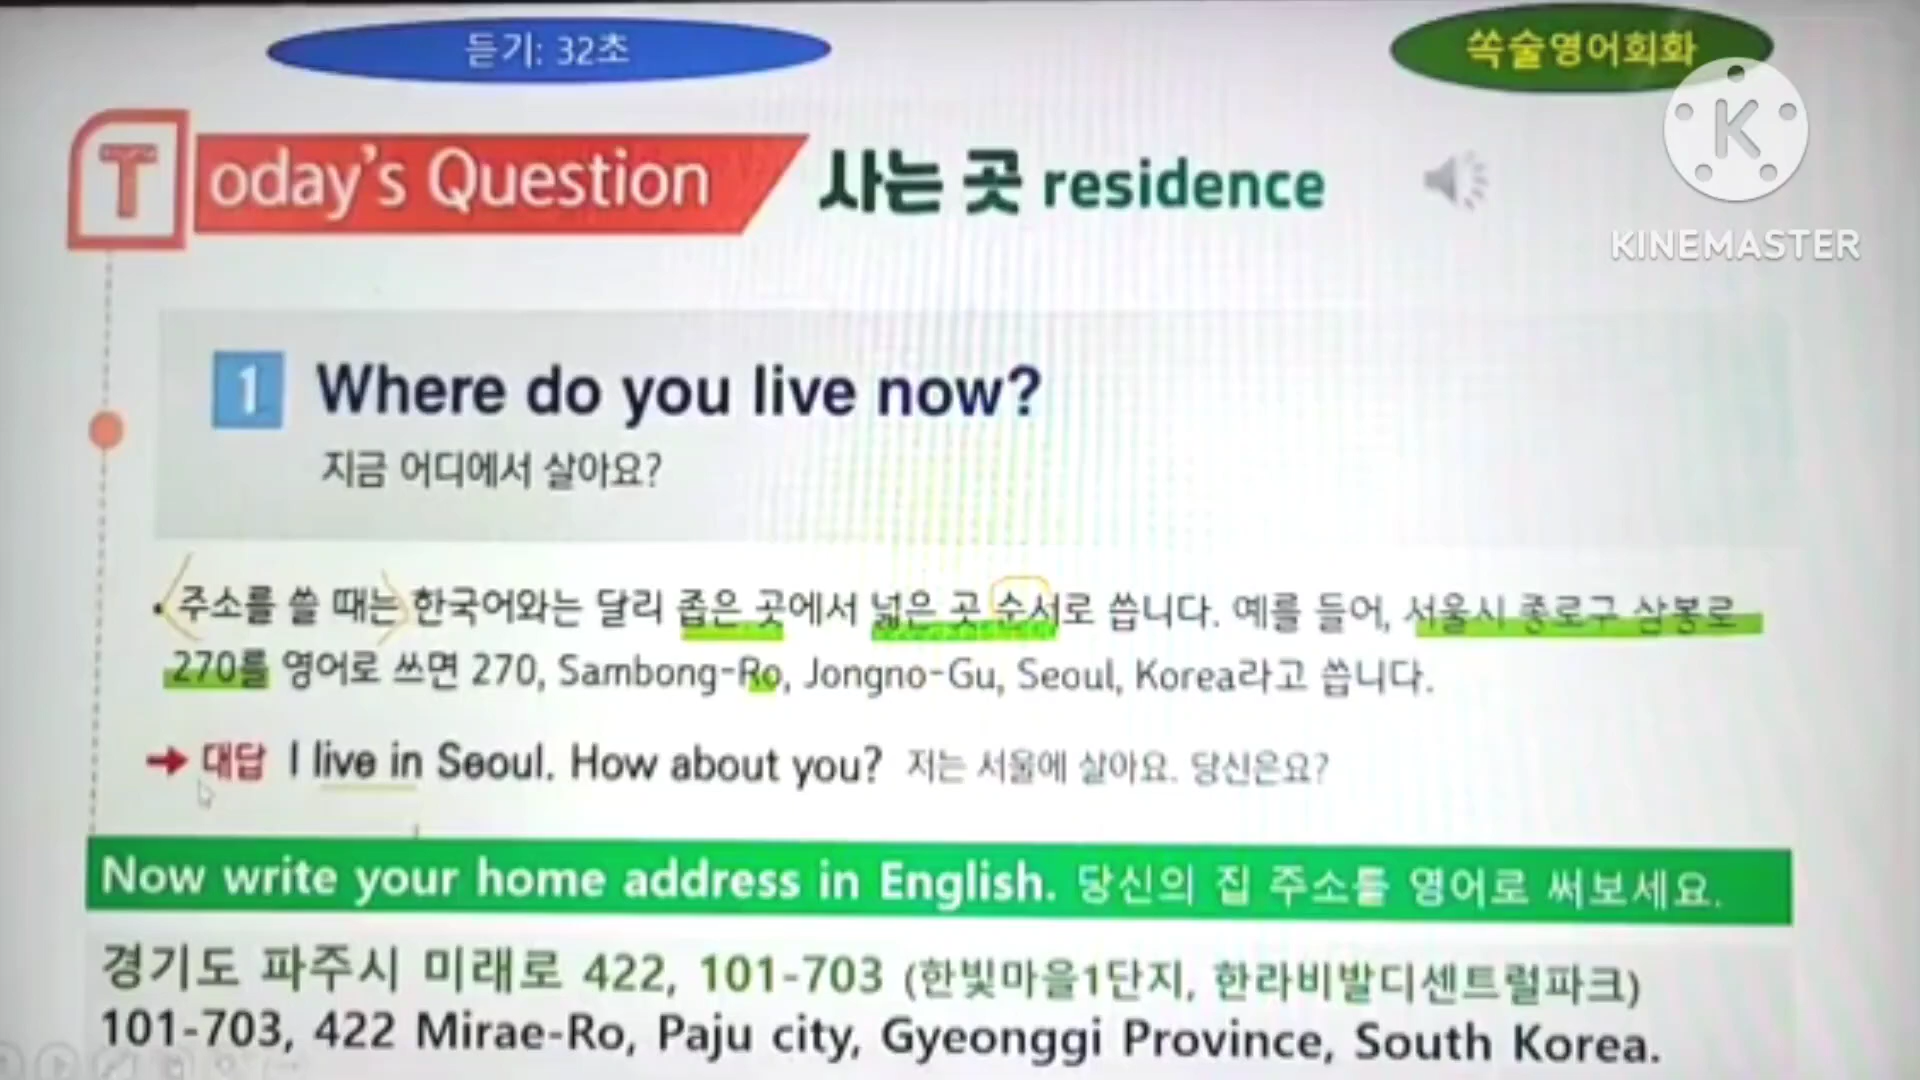 듣기: 32초
쏙술영어회화
Today's Question 사는 곳 residence
K
KINEMASTER
1 Where do you live now?
지금 어디에서 살아요?
• 주소를 쓸 때는 한국어와는 달리 좁은 곳에서 넓은 곳 순서로 씁니다. 예를 들어, 서울시 종로구 삼봉로
270를 영어로 쓰면 270, Sambong-Ro, Jongno-Gu, Seoul, Korea라고 씁니다.
➔ 대답 I live in Seoul. How about you? 저는 서울에 살아요. 당신은요?
Now write your home address in English. 당신의 집 주소를 영어로 써보세요.
경기도 파주시 미래로 422, 101-703 (한빛마을1단지, 한라비발디센트럴파크)
101-703, 422 Mirae-Ro, Paju city, Gyeonggi Province, South Korea.